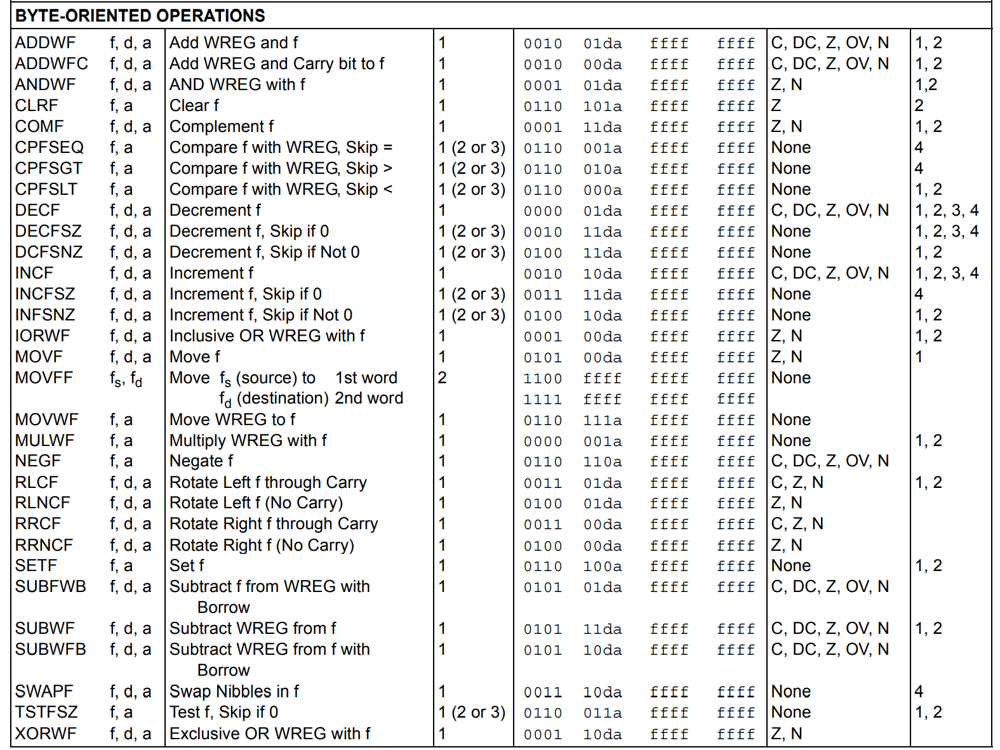 BYTE-ORIENTED OPERATIONS
ADDWF f, d, a Add WREG and f 1 0010 01da ffff ffff C, DC, Z, OV, N 1, 2
ADDWFC f, d, a Add WREG and Carry bit to f 1 0010 00da ffff ffff C, DC, Z, OV, N 1, 2
ANDWF f, d, a AND WREG with f 1 0001 01da ffff ffff Z, N 1,2
CLRF f, a Clear f 1 0110 101a ffff ffff Z 2
COMF f, d, a Complement f 1 0001 11da ffff ffff Z, N 1, 2
CPFSEQ f, a Compare f with WREG, Skip = 1 (2 or 3) 0110 001a ffff ffff None 4
CPFSGT f, a Compare f with WREG, Skip > 1 (2 or 3) 0110 010a ffff ffff None 4
CPFSLT f, a Compare f with WREG, Skip < 1 (2 or 3) 0110 000a ffff ffff None 1, 2
DECF f, d, a Decrement f 1 0000 01da ffff ffff C, DC, Z, OV, N 1, 2, 3, 4
DECFSZ f, d, a Decrement f, Skip if 0 1 (2 or 3) 0010 11da ffff ffff None 1, 2, 3, 4
DCFSNZ f, d, a Decrement f, Skip if Not 0 1 (2 or 3) 0100 11da ffff ffff None 1, 2
INCF f, d, a Increment f 1 0010 10da ffff ffff C, DC, Z, OV, N 1, 2, 3, 4
INCFSZ f, d, a Increment f, Skip if 0 1 (2 or 3) 0011 11da ffff ffff None 4
INFSNZ f, d, a Increment f, Skip if Not 0 1 (2 or 3) 0100 10da ffff ffff None 1, 2
IORWF f, d, a Inclusive OR WREG with f 1 0001 00da ffff ffff Z, N 1, 2
MOVF f, d, a Move f 1 0101 00da ffff ffff Z, N 1
MOVFF fs, fd Move fs (source) to 1st word 2 1100 ffff ffff ffff None
fd (destination) 2nd word 1111 ffff ffff ffff
MOVWF f, a Move WREG to f 1 0110 111a ffff ffff None
MULWF f, a Multiply WREG with f 1 0000 001a ffff ffff None 1, 2
NEGF f, a Negate f 1 0110 110a ffff ffff C, DC, Z, OV, N
RLCF f, d, a Rotate Left f through Carry 1 0011 01da ffff ffff C, Z, N 1, 2
RLNCF f, d, a Rotate Left f (No Carry) 1 0100 01da ffff ffff Z, N
RRCF f, d, a Rotate Right f through Carry 1 0011 00da ffff ffff C, Z, N
RRNCF f, d, a Rotate Right f (No Carry) 1 0100 00da ffff ffff Z, N
SETF f, a Set f 1 0110 100a ffff ffff None 1, 2
SUBFWB f, d, a Subtract f from WREG with 1 0101 01da ffff ffff C, DC, Z, OV, N
Borrow
SUBWF f, d, a Subtract WREG from f 1 0101 11da ffff ffff C, DC, Z, OV, N 1, 2
SUBWFB f, d, a Subtract WREG from f with 1 0101 10da ffff ffff C, DC, Z, OV, N
Borrow
SWAPF f, d, a Swap Nibbles in f 1 0011 10da ffff ffff None 4
TSTFSZ f, a Test f, Skip if 0 1 (2 or 3) 0110 011a ffff ffff None 1, 2
XORWF f, d, a Exclusive OR WREG with f 1 0001 10da ffff ffff Z, N